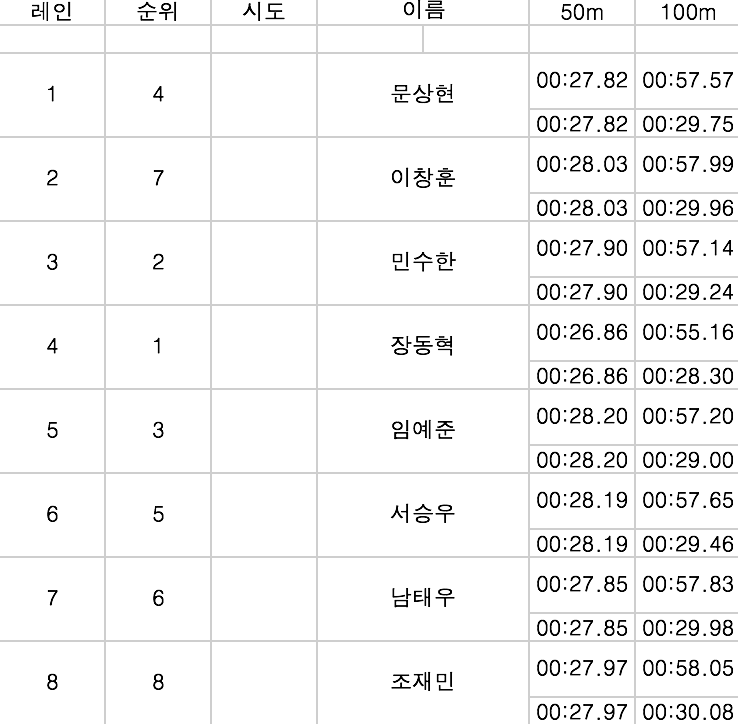 레인 순위 시도 이름 50m 100m
1 4 문상현 00:27.82 00:57.57
00:27.82 00:29.75
2 7 이창훈 00:28.03 00:57.99
00:28.03 00:29.96
3 2 민수한 00:27.90 00:57.14
00:27.90 00:29.24
4 1 장동혁 00:26.86 00:55.16
00:26.86 00:28.30
5 3 임예준 00:28.20 00:57.20
00:28.20 00:29.00
6 5 서승우 00:28.19 00:57.65
00:28.19 00:29.46
7 6 남태우 00:27.85 00:57.83
00:27.85 00:29.98
8 8 조재민 00:27.97 00:58.05
00:27.97 00:30.08